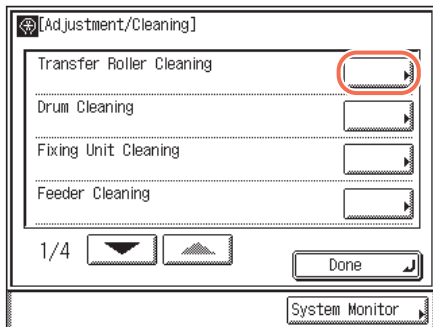 [Adjustment/Cleaning]
Transfer Roller Cleaning
Drum Cleaning
Fixing Unit Cleaning
Feeder Cleaning
1/4
Done
System Monitor